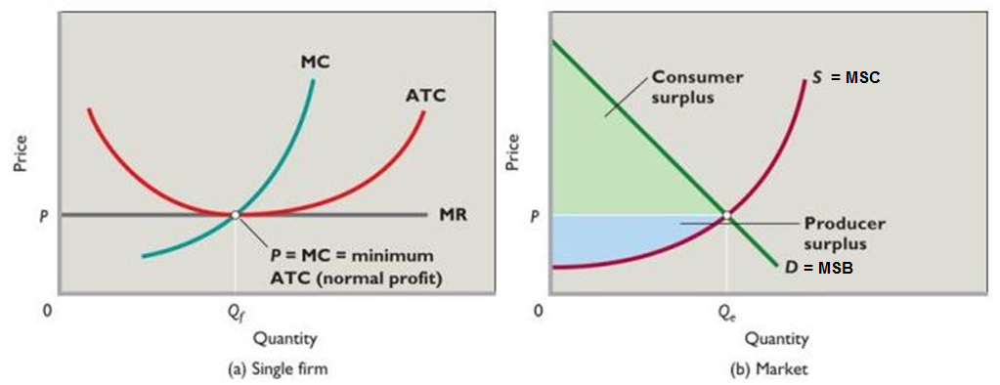 MC
ATC
Price
P
MR
P = MC = minimum
ATC (normal profit)
0
Qf
Quantity
(a) Single firm
Consumer
surplus
S = MSC
Price
P
Producer
surplus
D = MSB
0
Qe
Quantity
(b) Market